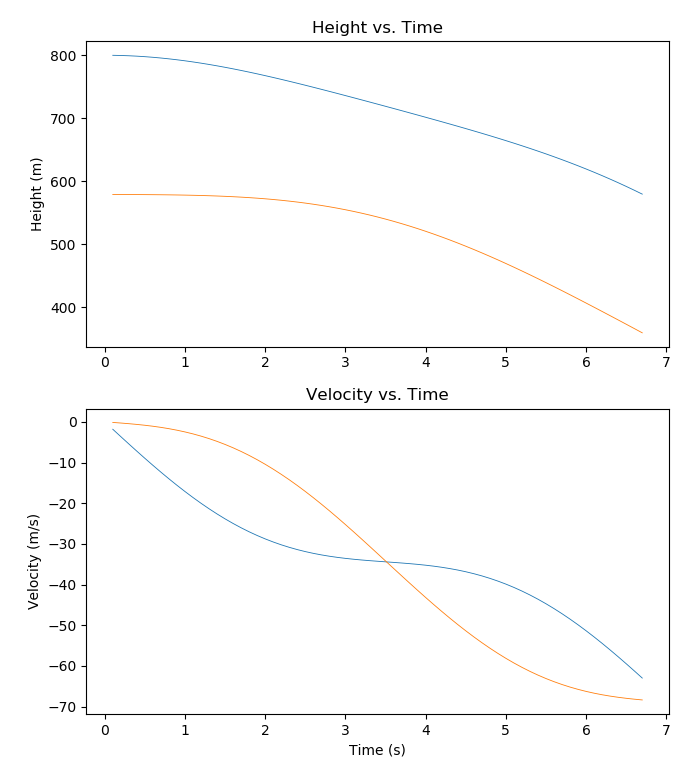 Height vs. Time
800
700
600
500
400
Height (m)
0 1 2 3 4 5 6 7
Velocity vs. Time
0
−10
−20
−30
−40
−50
−60
−70
Velocity (m/s)
0 1 2 3 4 5 6 7
Time (s)